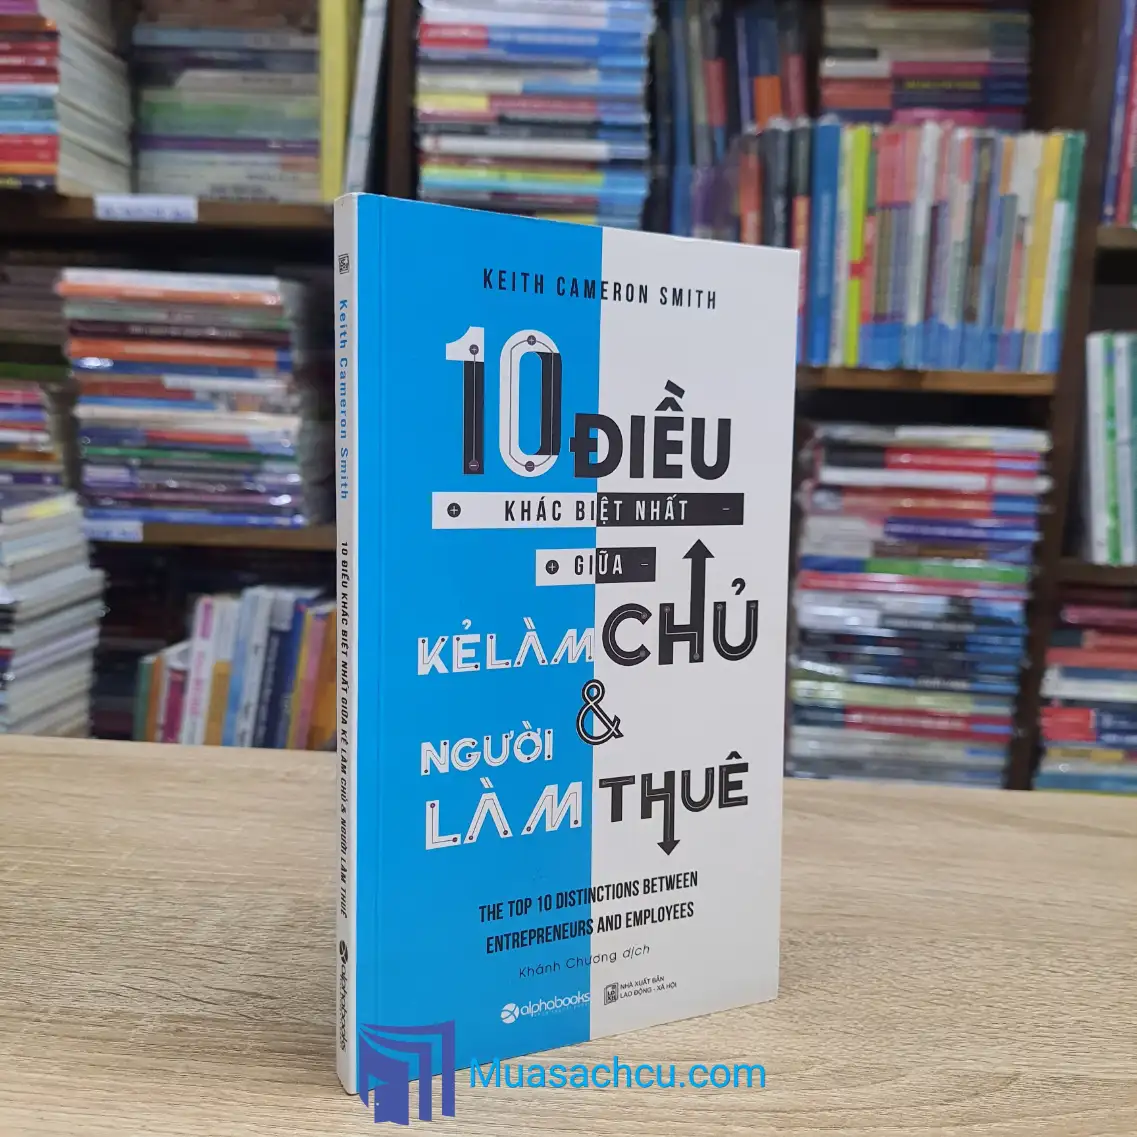 KEITH CAMERON SMITH
10 ĐIỀU
KHÁC BIỆT NHẤT
GIỮA
KẺ LÀM CHỦ
&
NGƯỜI
LÀM THUÊ
THE TOP 10 DISTINCTIONS BETWEEN
ENTREPRENEURS AND EMPLOYEES
Khánh Chương dịch
alphabooks
NHÀ XUẤT BẢN
LAO ĐỘNG - XÃ HỘI
Keith Cameron Smith
10 ĐIỀU KHÁC BIỆT NHẤT GIỮA KẺ LÀM CHỦ & NGƯỜI LÀM THUÊ
alphabooks
Muasachcu.com